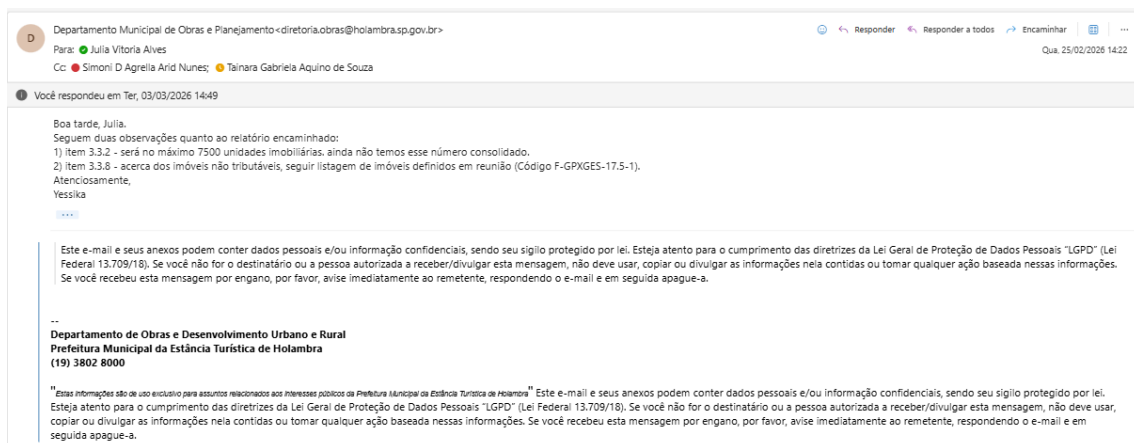 D
Departamento Municipal de Obras e Planejamento<diretoria.obras@holambra.sp.gov.br>
Responder
Responder a todos
Encaminhar
Para: Julia Vitoria Alves
Qua, 25/02/2026 14:22
Cc: Simoni D Agrella Arid Nunes; Tainara Gabriela Aquino de Souza
Você respondeu em Ter, 03/03/2026 14:49
Boa tarde, Julia.
Seguem duas observações quanto ao relatório encaminhado:
1) item 3.3.2 - será no máximo 7500 unidades imobiliárias. ainda não temos esse número consolidado.
2) item 3.3.8 - acerca dos imóveis não tributáveis, seguir listagem de imóveis definidos em reunião (Código F-GPXGES-17.5-1).
Atenciosamente,
Yessika
...
Este e-mail e seus anexos podem conter dados pessoais e/ou informação confidenciais, sendo seu sigilo protegido por lei. Esteja atento para o cumprimento das diretrizes da Lei Geral de Proteção de Dados Pessoais "LGPD" (Lei
Federal 13.709/18). Se você não for o destinatário ou a pessoa autorizada a receber/divulgar esta mensagem, não deve usar, copiar ou divulgar as informações nela contidas ou tomar qualquer ação baseada nessas informações.
Se você recebeu esta mensagem por engano, por favor, avise imediatamente ao remetente, respondendo o e-mail e em seguida apague-a.
--
Departamento de Obras e Desenvolvimento Urbano e Rural
Prefeitura Municipal da Estância Turística de Holambra
(19) 3802 8000
"Estas informações são de uso exclusivo para assuntos relacionados aos interesses públicos da Prefeitura Municipal da Estância Turística de Holambra" Este e-mail e seus anexos podem conter dados pessoais e/ou informação confidenciais, sendo seu sigilo protegido por lei.
Esteja atento para o cumprimento das diretrizes da Lei Geral de Proteção de Dados Pessoais "LGPD" (Lei Federal 13.709/18). Se você não for o destinatário ou a pessoa autorizada a receber/divulgar esta mensagem, não deve usar,
copiar ou divulgar as informações nela contidas ou tomar qualquer ação baseada nessas informações. Se você recebeu esta mensagem por engano, por favor, avise imediatamente ao remetente, respondendo o e-mail e em
seguida apague-a.